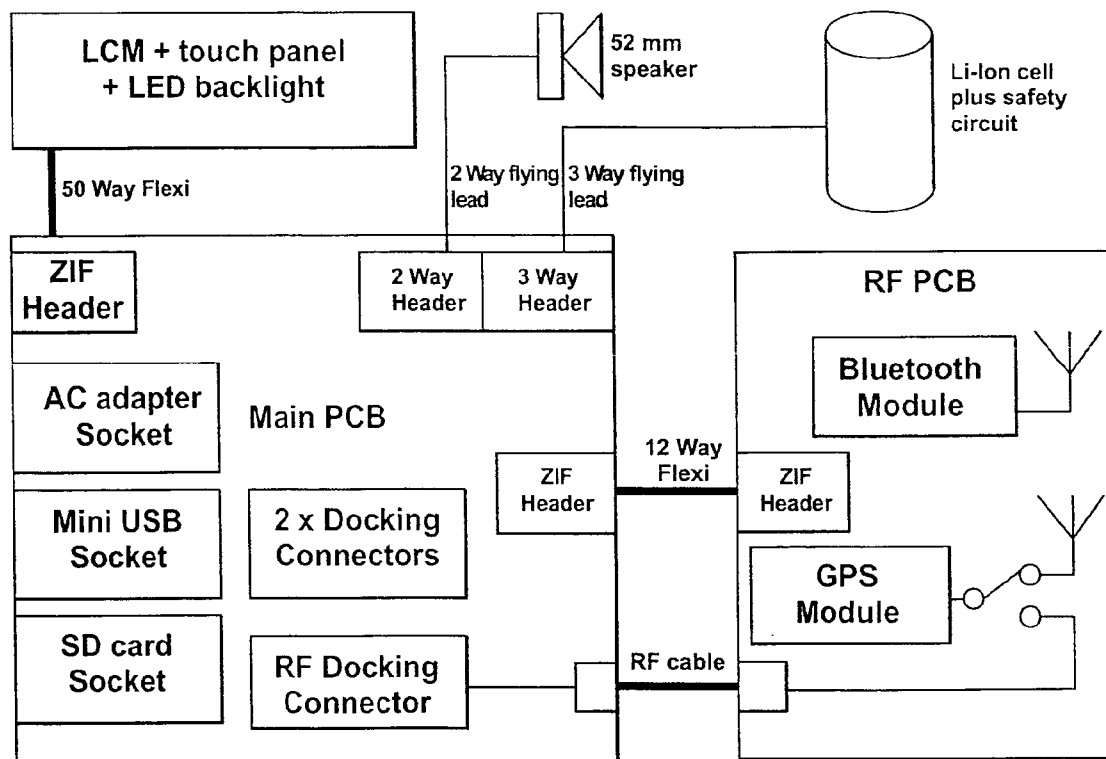 LCM + touch panel
+ LED backlight
52 mm
speaker
Li-Ion cell
plus safety
circuit
50 Way Flexi
2 Way flying
lead
3 Way flying
lead
ZIF
Header
2 Way
Header
3 Way
Header
RF PCB
AC adapter
Socket
Main PCB
Bluetooth
Module
12 Way
Flexi
ZIF
Header
ZIF
Header
Mini USB
Socket
2 x Docking
Connectors
GPS
Module
SD card
Socket
RF Docking
Connector
RF cable